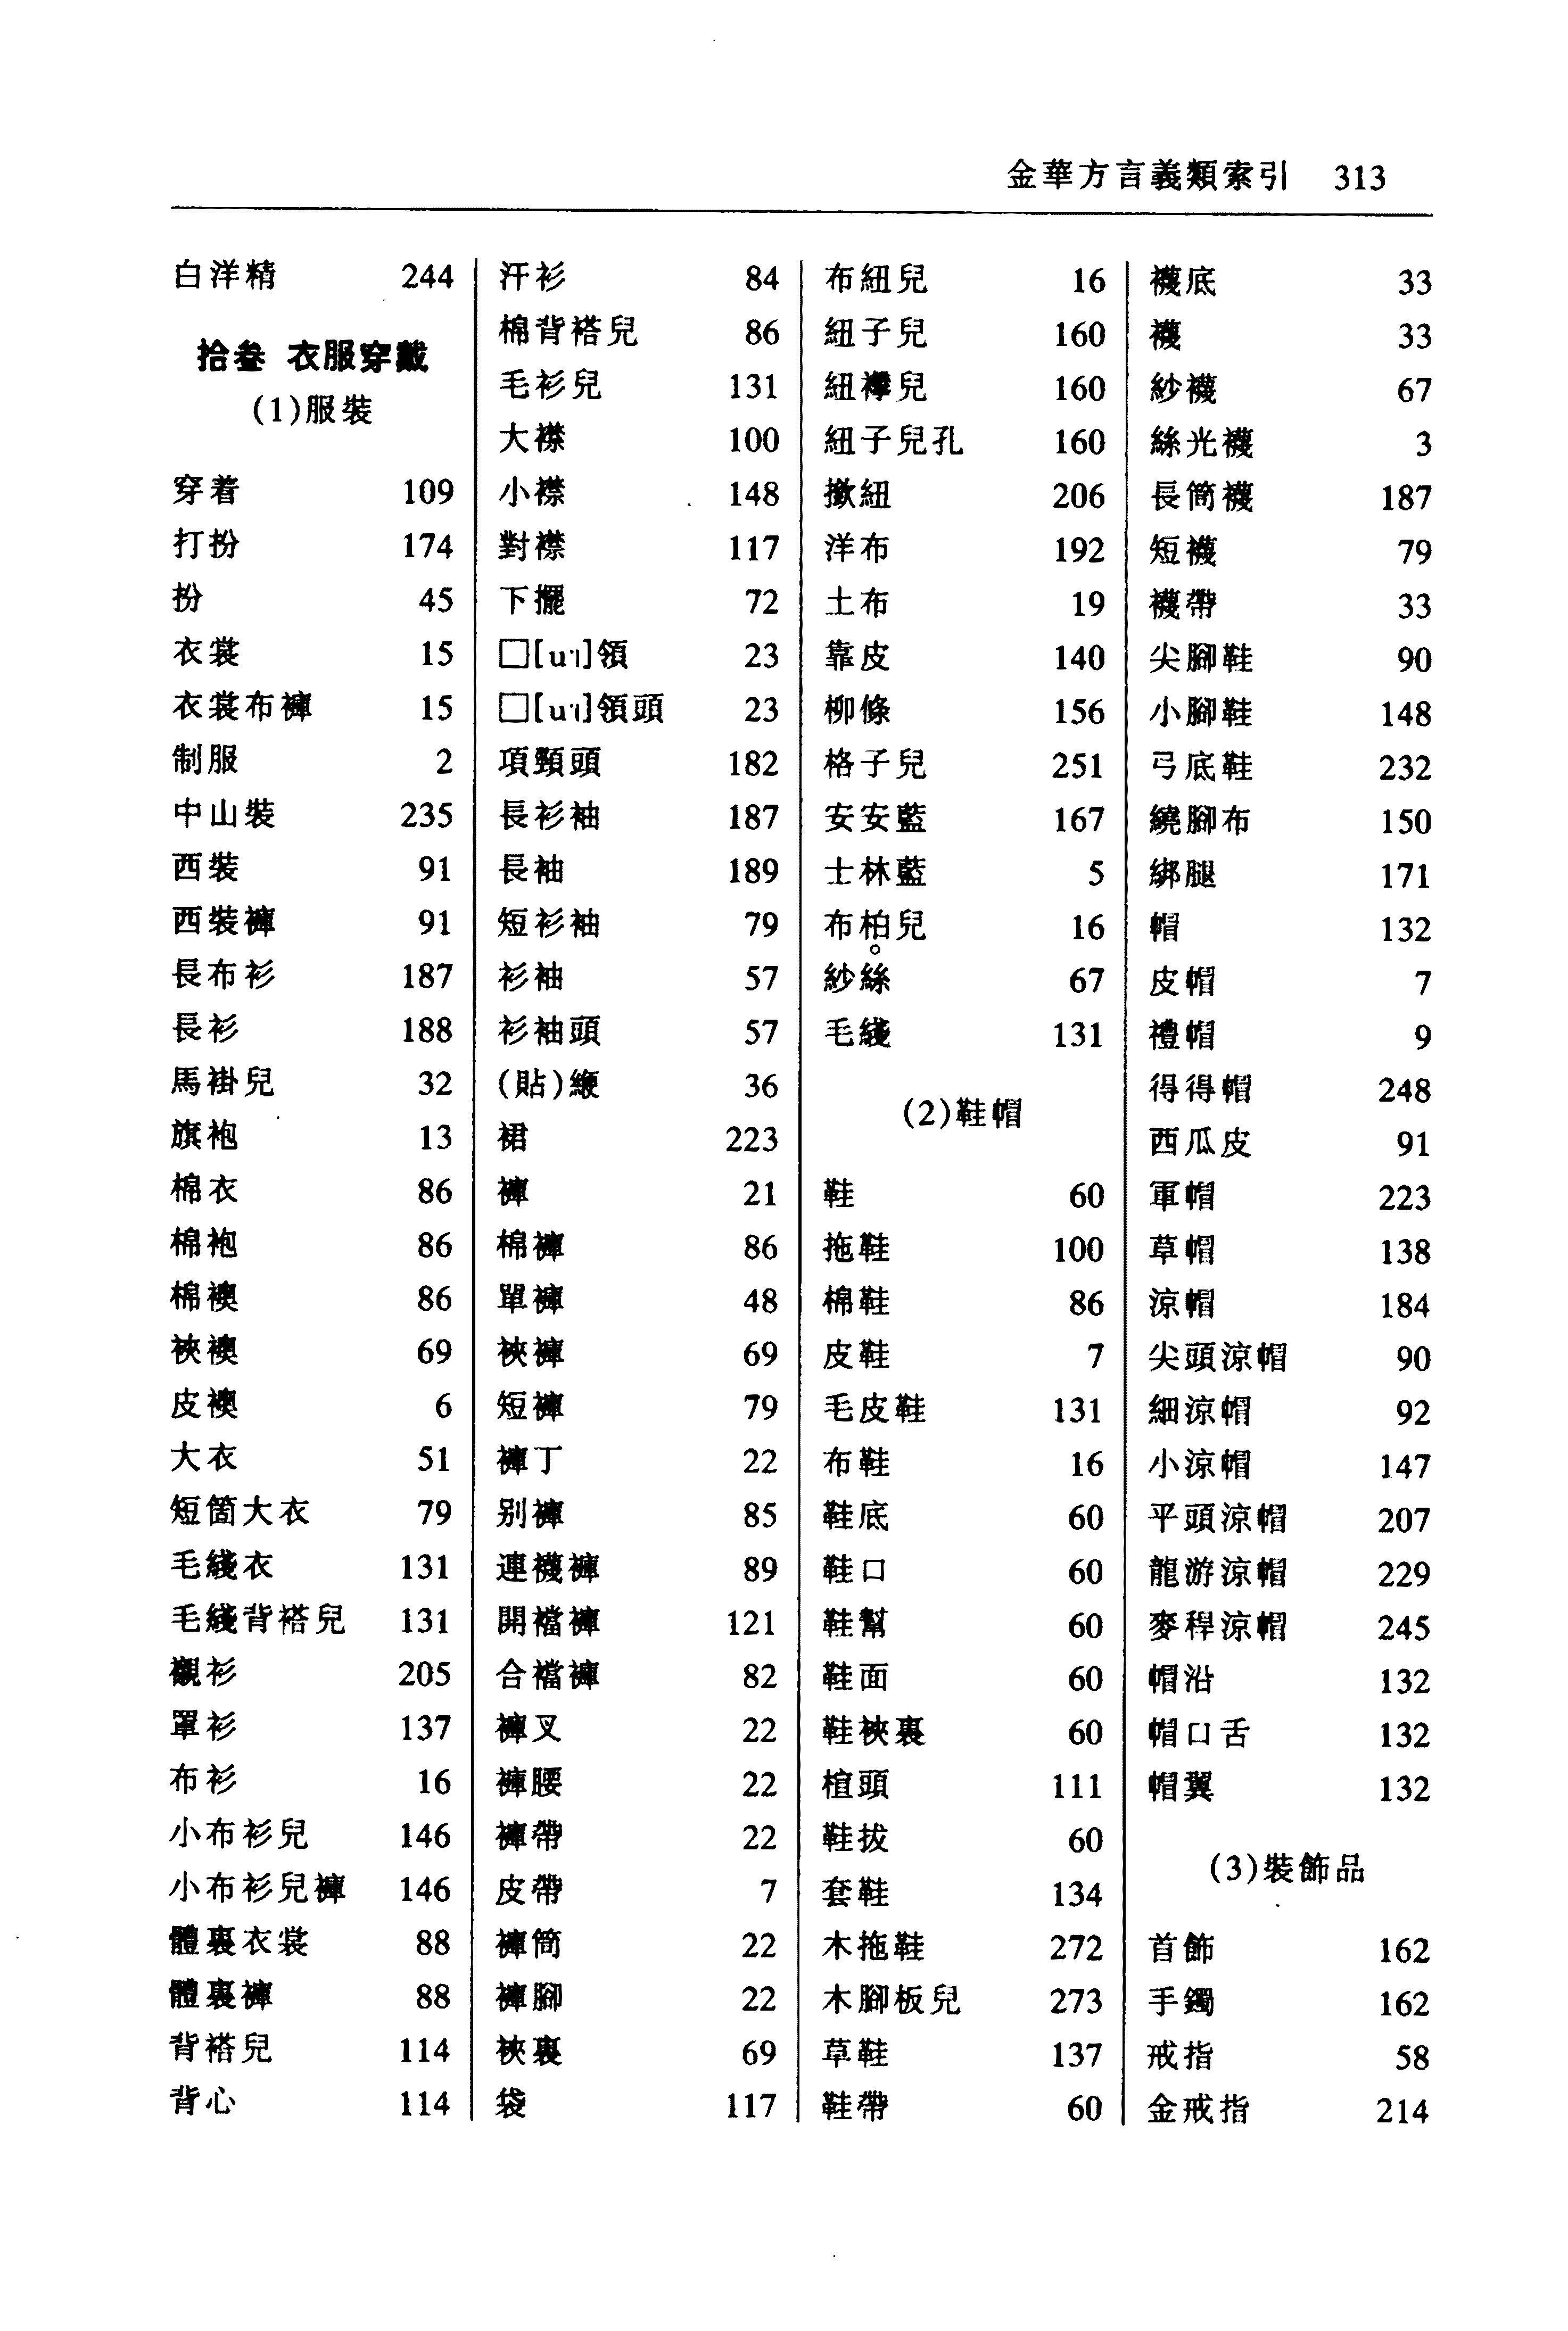 金華方言義類索引 313
白洋精 244
拾叁 衣服穿戴
(1)服裝
穿着 109
打扮 174
扮 45
衣裳 15
衣裳布褲 15
制服 2
中山裝 235
西裝 91
西裝褲 91
長布衫 187
長衫 188
馬褂兒 32
旗袍 13
棉衣 86
棉袍 86
棉襖 86
裌襖 69
皮襖 6
大衣 51
短箇大衣 79
毛綫衣 131
毛綫背褡兒 131
襯衫 205
罩衫 137
布衫 16
小布衫兒 146
小布衫兒褲 146
體裏衣裳 88
體裏褲 88
背褡兒 114
背心 114
汗衫 84
棉背褡兒 86
毛衫兒 131
大襟 100
小襟 148
對襟 117
下擺 72
□[uɿ]領 23
□[uɿ]領頭 23
項頸頭 182
長衫袖 187
長袖 189
短衫袖 79
衫袖 57
衫袖頭 57
(貼)緶 36
裙 223
褲 21
棉褲 86
單褲 48
裌褲 69
短褲 79
褲丁 22
别褲 85
連襪褲 89
開襠褲 121
合襠褲 82
褲叉 22
褲腰 22
褲帶 22
皮帶 7
褲筒 22
褲腳 22
裌裏 69
袋 117
布紐兒 16
紐子兒 160
紐襻兒 160
紐子兒孔 160
撳紐 206
洋布 192
土布 19
靠皮 140
柳條 156
格子兒 251
安安藍 167
士林藍 5
布柏兒 16
紗絲 67
毛綫 131
(2)鞋帽
鞋 60
拖鞋 100
棉鞋 86
皮鞋 7
毛皮鞋 131
布鞋 16
鞋底 60
鞋口 60
鞋幫 60
鞋面 60
鞋裌裏 60
楦頭 111
鞋拔 60
套鞋 134
木拖鞋 272
木腳板兒 273
草鞋 137
鞋帶 60
襪底 33
襪 33
紗襪 67
絲光襪 3
長筒襪 187
短襪 79
襪帶 33
尖腳鞋 90
小腳鞋 148
弓底鞋 232
繞腳布 150
綁腿 171
帽 132
皮帽 7
禮帽 9
得得帽 248
西瓜皮 91
軍帽 223
草帽 138
涼帽 184
尖頭涼帽 90
細涼帽 92
小涼帽 147
平頭涼帽 207
龍游涼帽 229
麥稈涼帽 245
帽沿 132
帽口舌 132
帽翼 132
(3)裝飾品
首飾 162
手鐲 162
戒指 58
金戒指 214